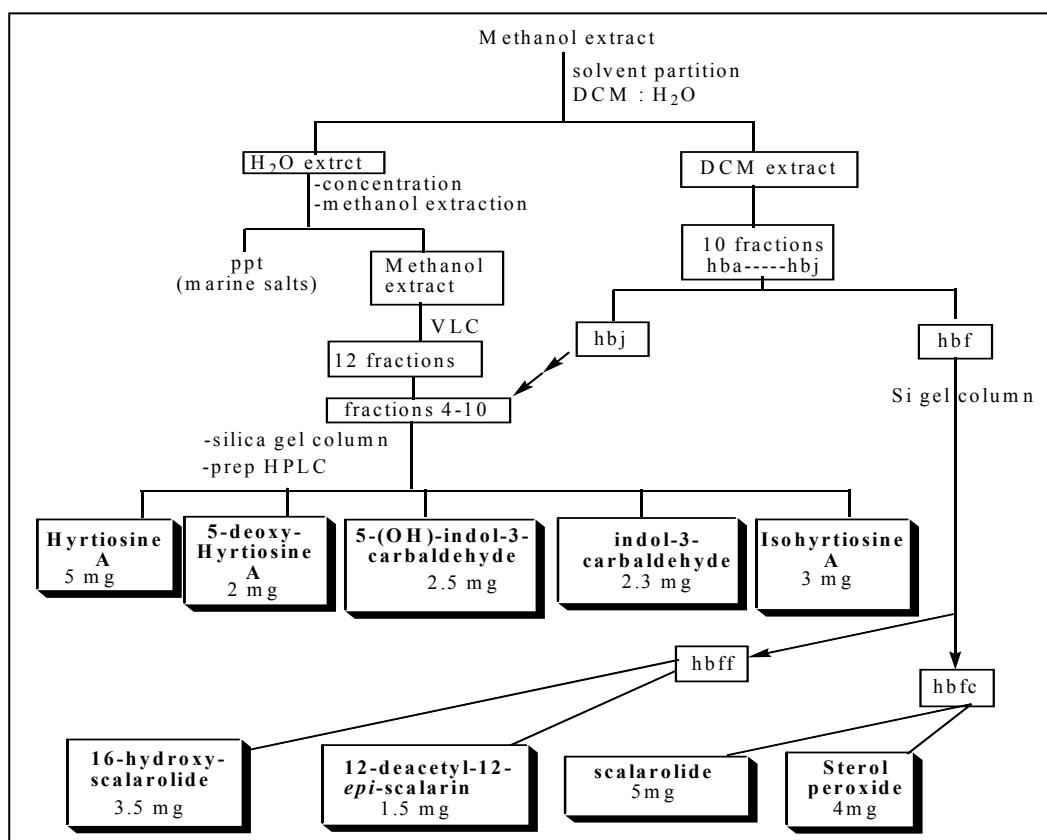 Methanol extract
solvent partition
DCM : H₂O
H₂O extrct
DCM extract
-concentration
-methanol extraction
10 fractions
hba-----hbj
ppt
(marine salts)
Methanol
extract
VLC
hbj
hbf
12 fractions
Si gel column
fractions 4-10
-silica gel column
-prep HPLC
Hyrtiosine
A
5 mg
5-deoxy-
Hyrtiosine
A
2 mg
5-(OH)-indol-3-
carbaldehyde
2.5 mg
indol-3-
carbaldehyde
2.3 mg
Isohyrtiosine
A
3 mg
hbff
hbfc
16-hydroxy-
scalarolide
3.5 mg
12-deacetyl-12-
epi-scalarin
1.5 mg
scalarolide
5mg
Sterol
peroxide
4mg